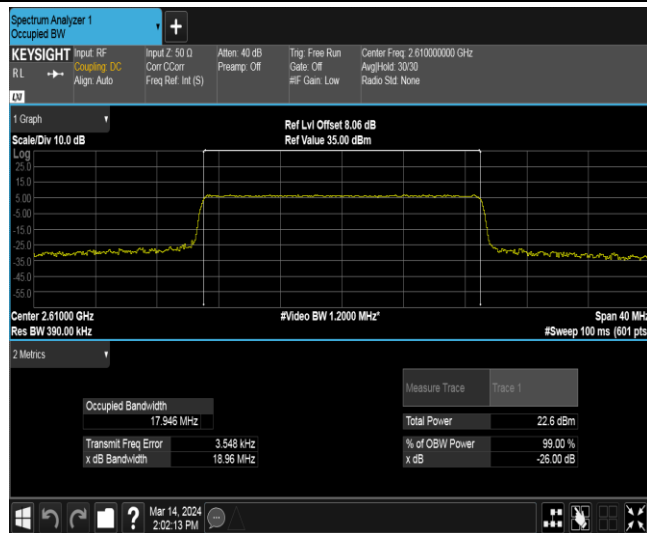 Spectrum Analyzer 1
Occupied BW
+
KEYSIGHT Input: RF Input Z: 50 Ω Atten: 40 dB Trig: Free Run Center Freq: 2.610000000 GHz
RL Coupling: DC Corr CCorr Preamp: Off Gate: Off Avg|Hold: 30/30
Align: Auto Freq Ref: Int (S) #IF Gain: Low Radio Std: None
LXI
1 Graph
Ref Lvl Offset 8.06 dB
Scale/Div 10.0 dB Ref Value 35.00 dBm
Log
25.0
15.0
5.00
-5.00
-15.0
-25.0
-35.0
-45.0
-55.0
Center 2.61000 GHz #Video BW 1.2000 MHz* Span 40 MHz
Res BW 390.00 kHz #Sweep 100 ms (601 pts
2 Metrics
Measure Trace Trace 1
Occupied Bandwidth
17.946 MHz Total Power 22.6 dBm
Transmit Freq Error 3.548 kHz % of OBW Power 99.00 %
x dB Bandwidth 18.96 MHz x dB -26.00 dB
? Mar 14, 2024
2:02:13 PM